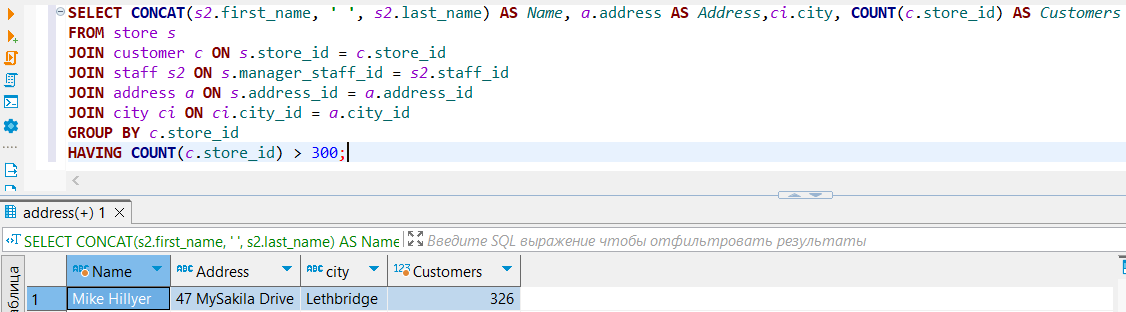 SELECT CONCAT(s2.first_name, ' ', s2.last_name) AS Name, a.address AS Address,ci.city, COUNT(c.store_id) AS Customers
FROM store s
JOIN customer c ON s.store_id = c.store_id
JOIN staff s2 ON s.manager_staff_id = s2.staff_id
JOIN address a ON s.address_id = a.address_id
JOIN city ci ON ci.city_id = a.city_id
GROUP BY c.store_id
HAVING COUNT(c.store_id) > 300;
address(+) 1
SELECT CONCAT(s2.first_name, ' ', s2.last_name) AS Name Введите SQL выражение чтобы отфильтровать результаты
ABC Name ABC Address ABC city 123 Customers
1 Mike Hillyer 47 MySakila Drive Lethbridge 326